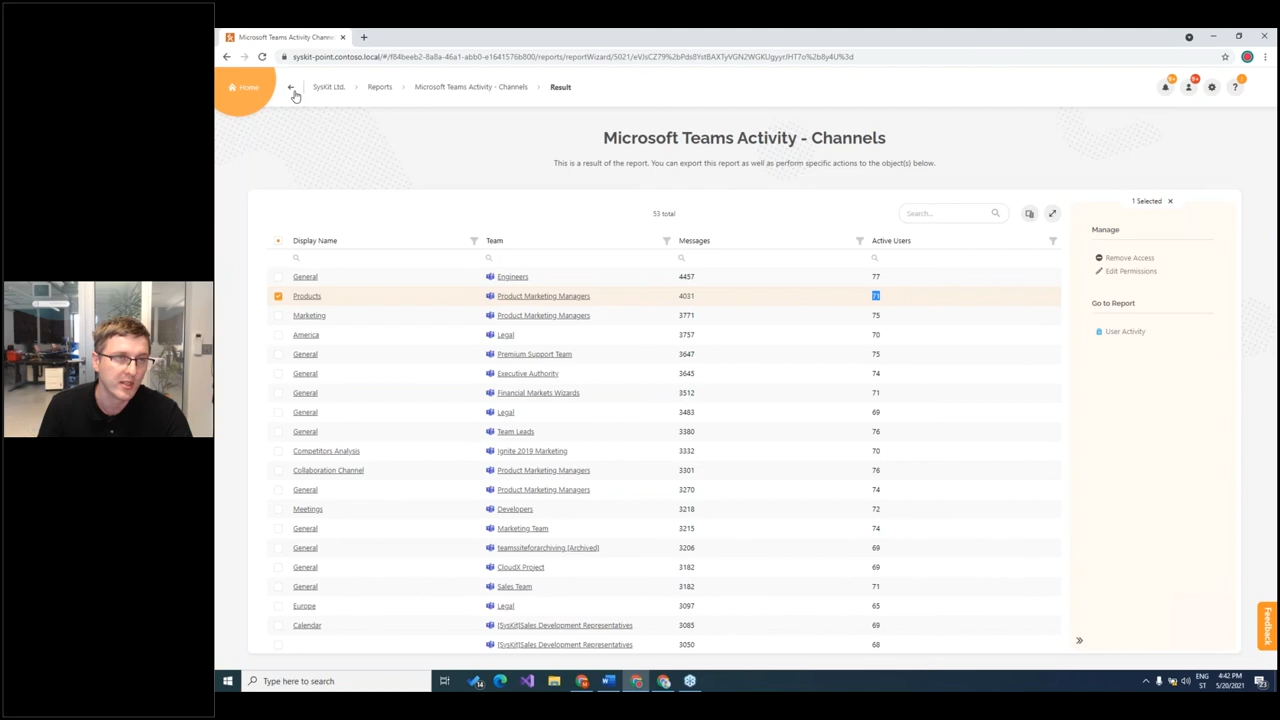 Microsoft Teams Activity Chann
syskit-point.contoso.local/#/f84beeb2-8a8a-46a1-abb0-e1641576b800/reports/reportWizard/5021/
Home
SysKit Ltd. > Reports > Microsoft Teams Activity - Channels > Result
9+ 9+ ?
Microsoft Teams Activity - Channels
This is a result of the report. You can export this report as well as perform specific actions to the object(s) below.
53 total
Search...
1 Selected
Display Name Team Messages Active Users
General Engineers 4457 77
Products Product Marketing Managers 4031 71
Marketing Product Marketing Managers 3771 75
America Legal 3757 70
General Premium Support Team 3647 75
General Executive Authority 3645 74
General Financial Markets Wizards 3512 71
General Legal 3483 69
General Team Leads 3380 76
Competitors Analysis Ignite 2019 Marketing 3332 70
Collaboration Channel Product Marketing Managers 3301 76
General Product Marketing Managers 3270 74
Meetings Developers 3218 72
General Marketing Team 3215 74
General teamssiteforarchiving [Archived] 3206 69
General CloudX Project 3182 69
General Sales Team 3182 71
Europe Legal 3097 65
Calendar [SysKit]Sales Development Representatives 3085 69
[SysKit]Sales Development Representatives 3050 68
Manage
Remove Access
Edit Permissions
Go to Report
User Activity
Feedback
Type here to search
14
ENG
ST
4:42 PM
5/20/2021
23